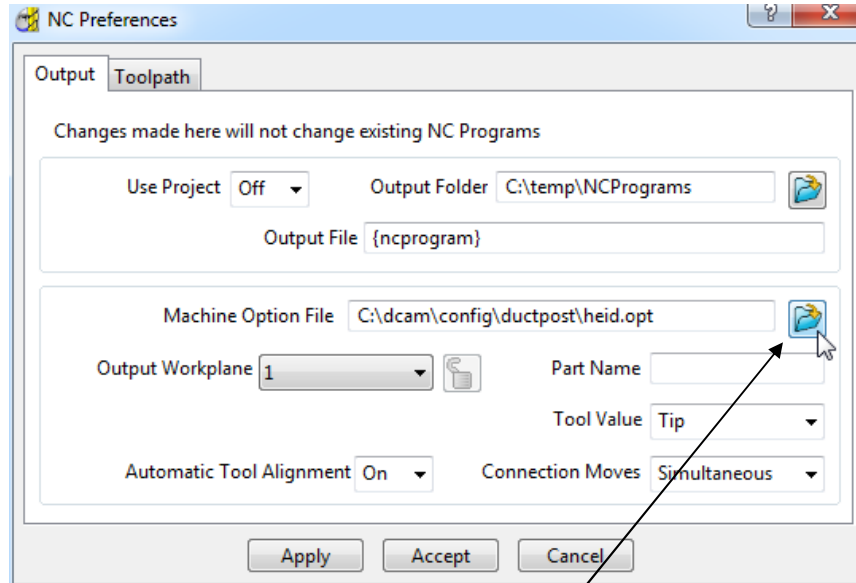 NC Preferences
Output Toolpath
Changes made here will not change existing NC Programs
Use Project Off Output Folder C:\temp\NCPrograms
Output File {ncprogram}
Machine Option File C:\dcam\config\ductpost\heid.opt
Output Workplane 1 Part Name
Tool Value Tip
Automatic Tool Alignment On Connection Moves Simultaneous
Apply Accept Cancel